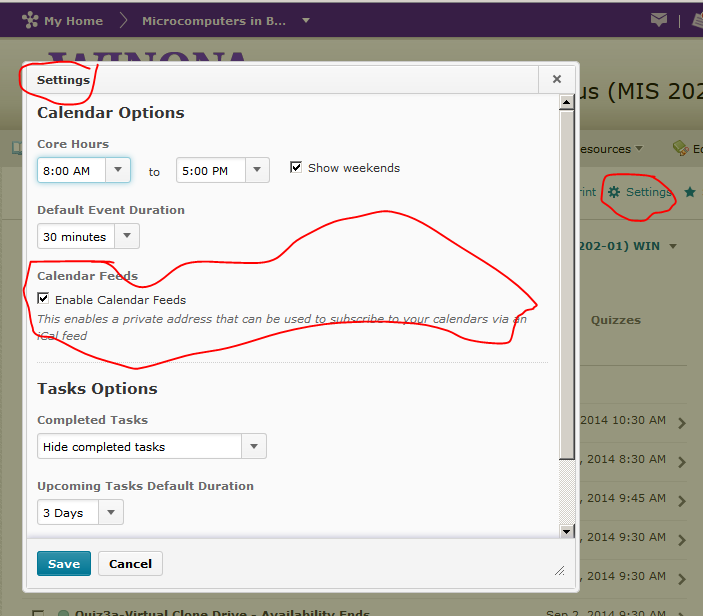 My Home
Microcomputers in B...
WINONA
us (MIS 202
Settings
Calendar Options
Core Hours
8:00 AM to 5:00 PM Show weekends
esources
Default Event Duration
rint Settings
30 minutes
202-01) WIN
Calendar Feeds
Enable Calendar Feeds
This enables a private address that can be used to subscribe to your calendars via an
iCal feed
Quizzes
Tasks Options
Completed Tasks
2014 10:30 AM
Hide completed tasks
, 2014 8:30 AM
Upcoming Tasks Default Duration
, 2014 9:45 AM
3 Days
, 2014 9:30 AM
Save Cancel
, 2014 9:30 AM
Quiz3a-Virtual Clone Drive - Availability Ends
Sep 2, 2014 9:30 AM